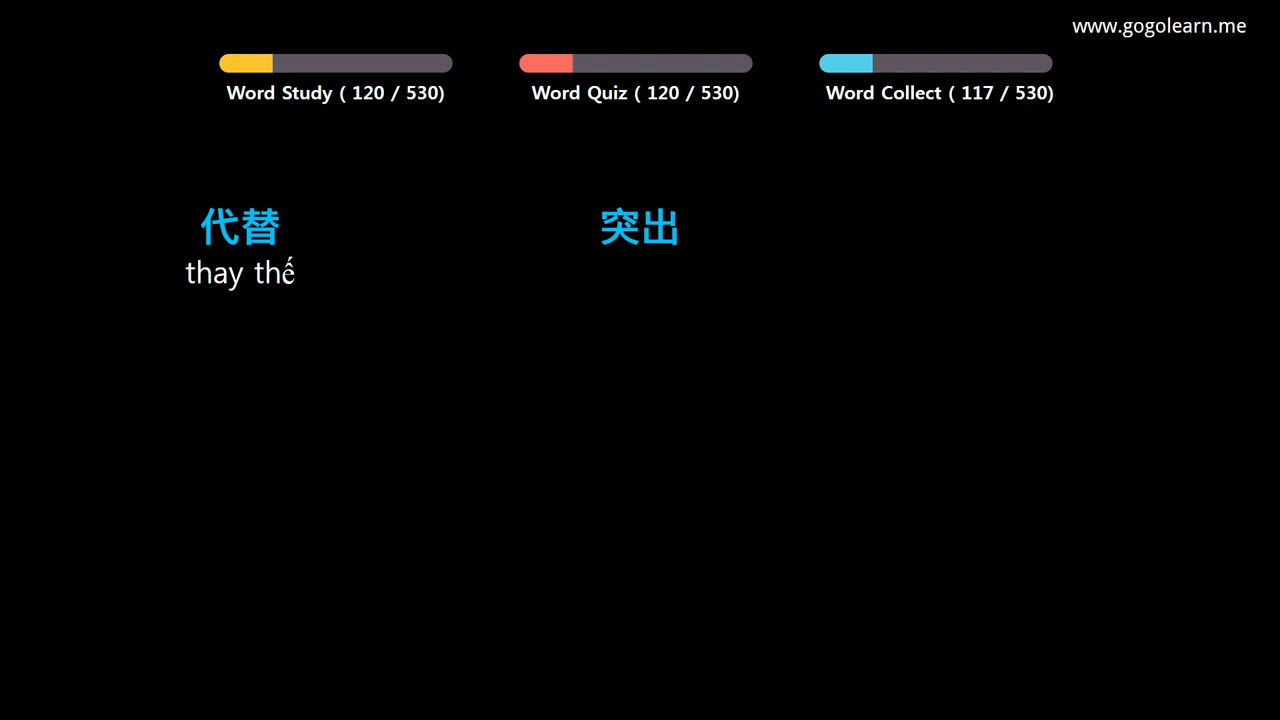 www.gogolearn.me
Word Study ( 120 / 530)
Word Quiz ( 120 / 530)
Word Collect ( 117 / 530)
代替
thay thế
突出